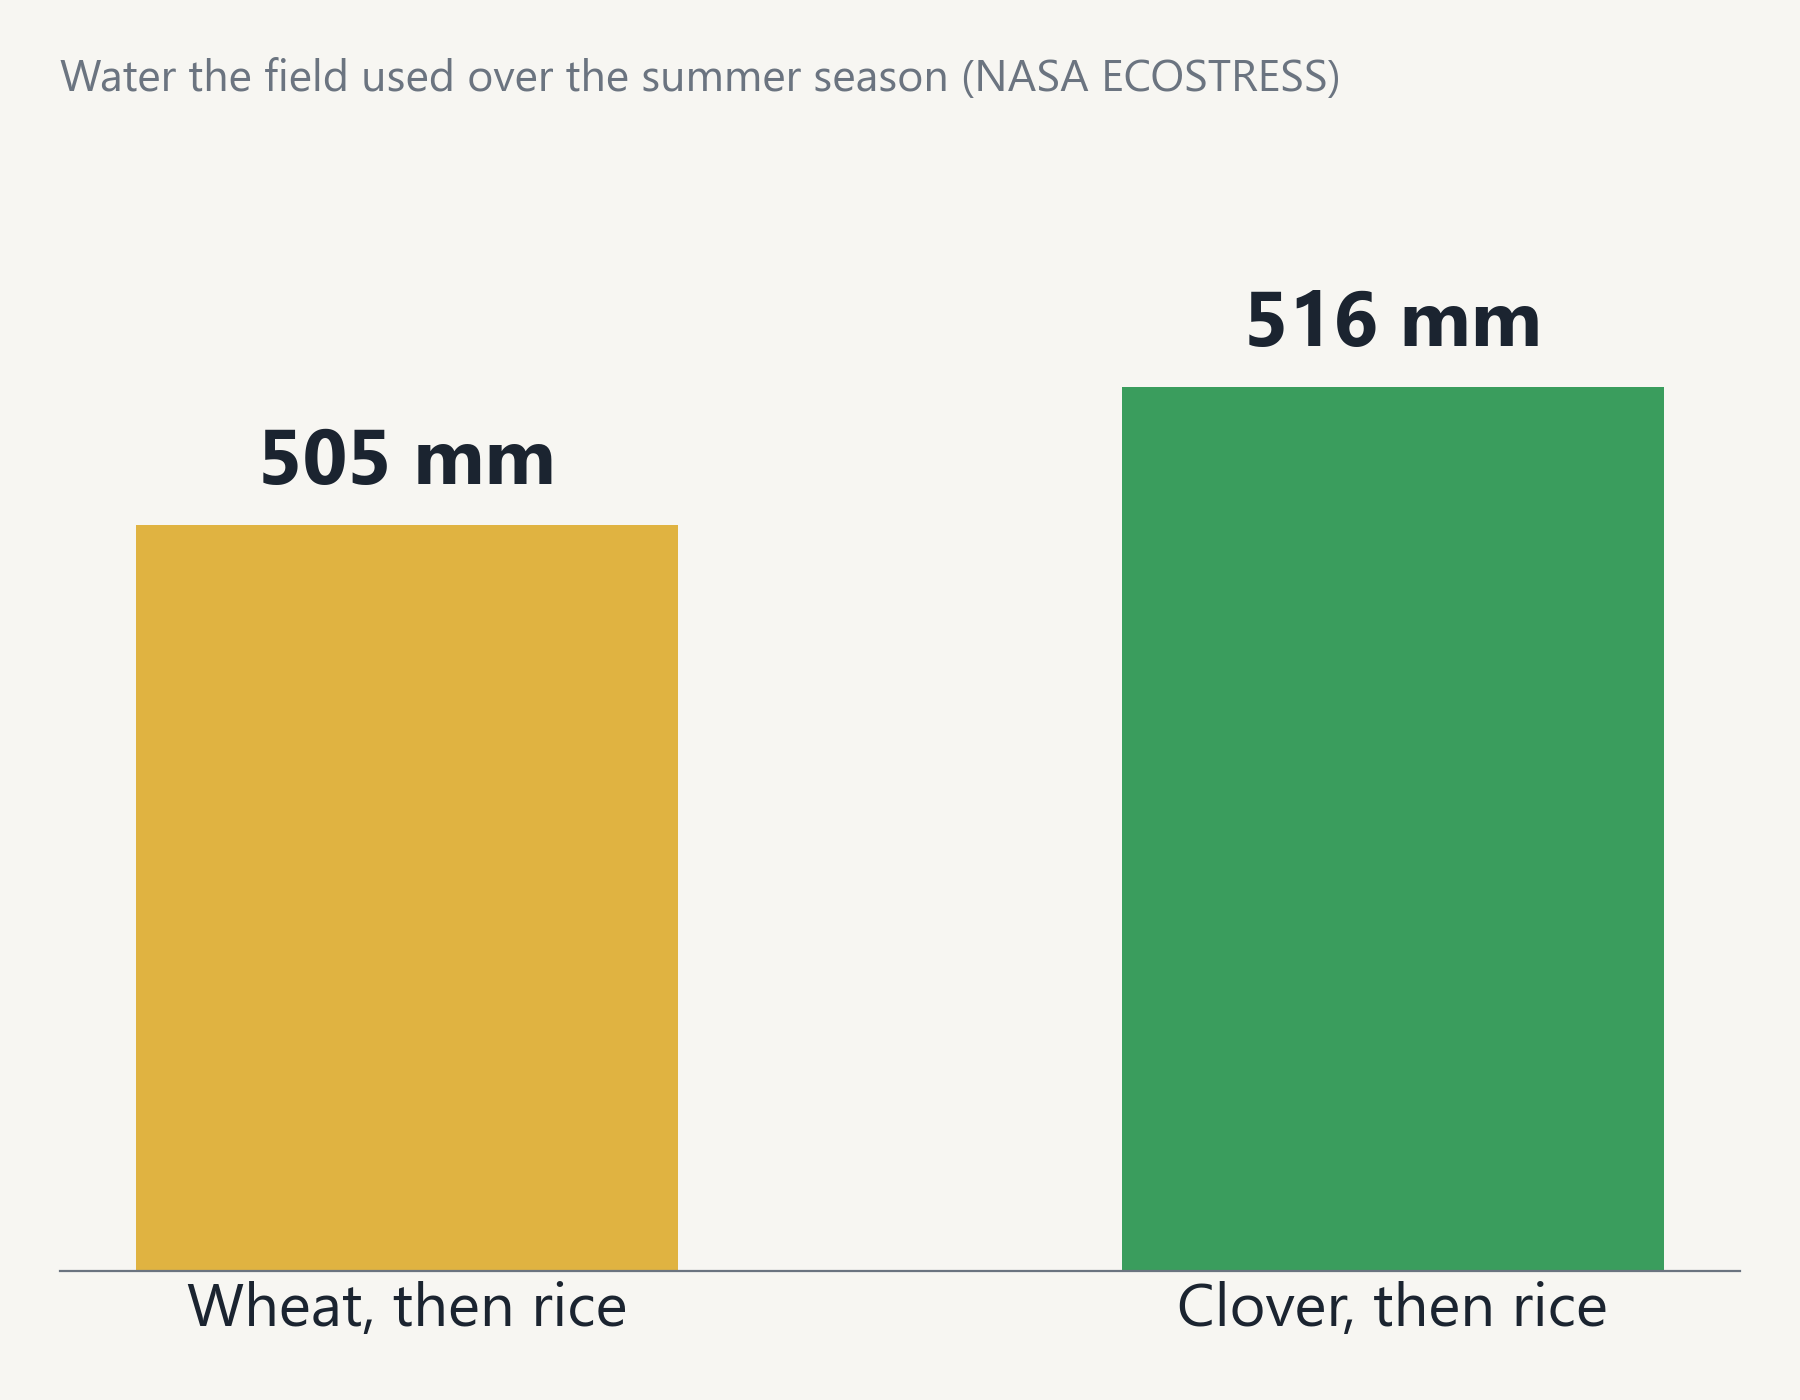 Water the field used over the summer season (NASA ECOSTRESS)
516 mm
505 mm
Wheat, then rice
Clover, then rice